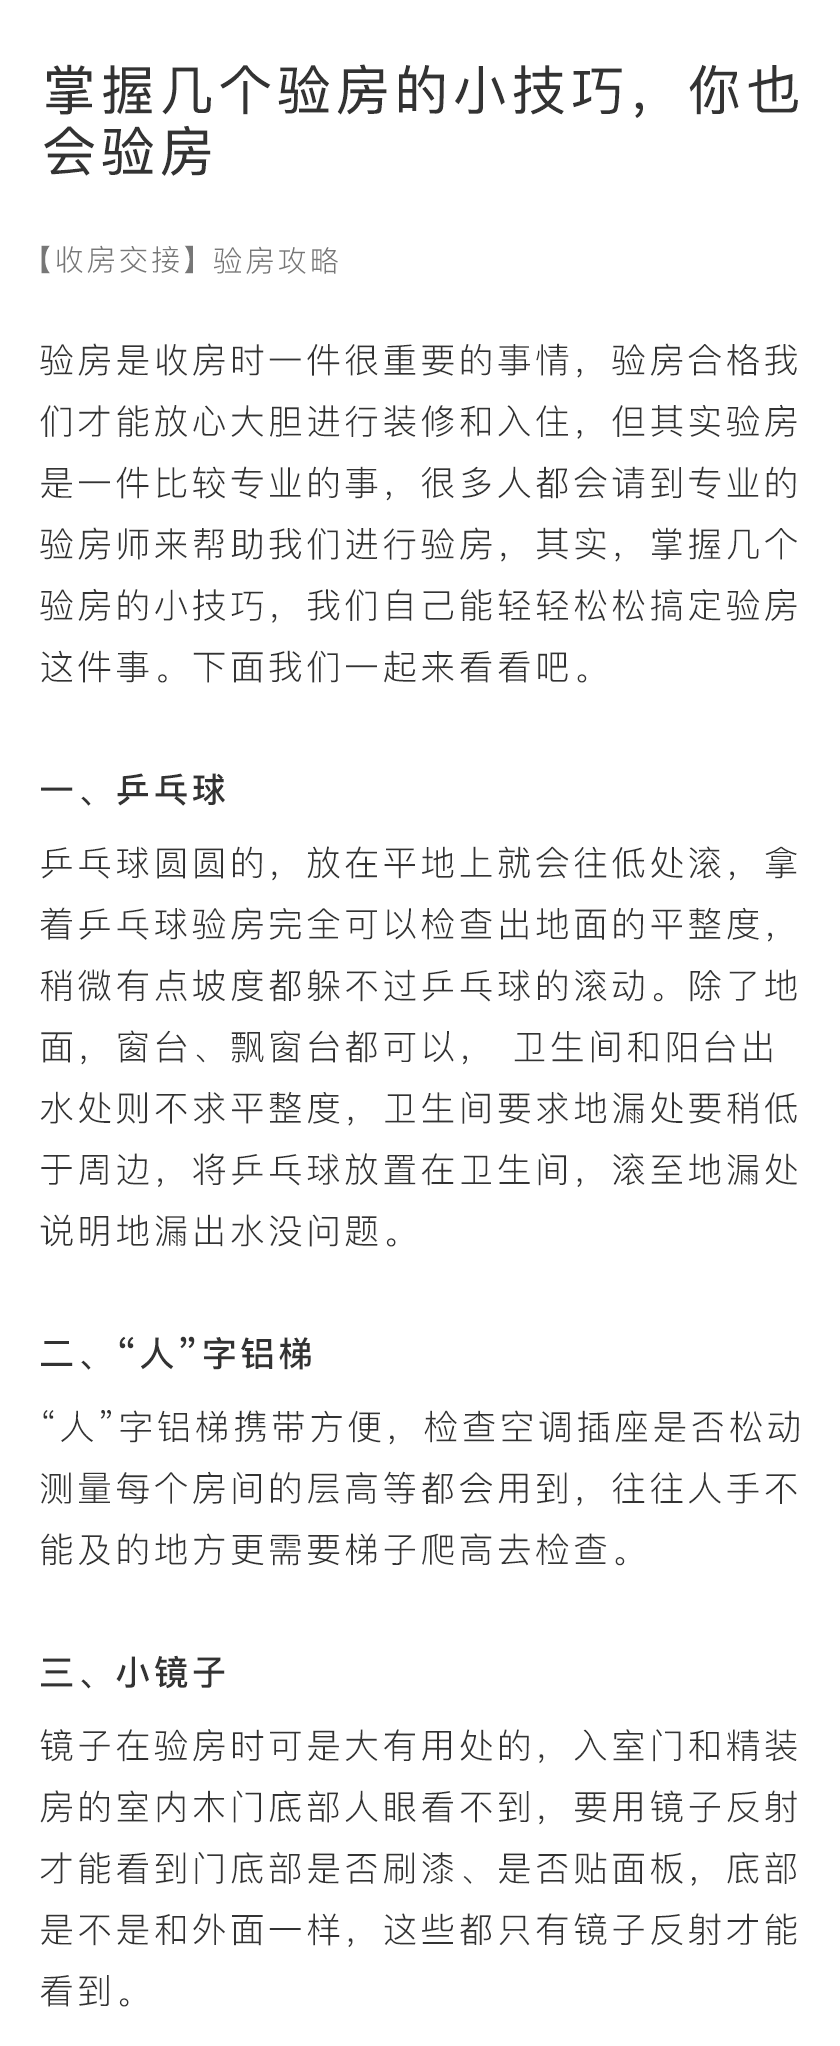 掌握几个验房的小技巧，你也
会验房
【收房交接】验房攻略
验房是收房时一件很重要的事情，验房合格我
们才能放心大胆进行装修和入住，但其实验房
是一件比较专业的事，很多人都会请到专业的
验房师来帮助我们进行验房，其实，掌握几个
验房的小技巧，我们自己能轻轻松松搞定验房
这件事。下面我们一起来看看吧。
一、乒乓球
乒乓球圆圆的，放在平地上就会往低处滚，拿
着乒乓球验房完全可以检查出地面的平整度，
稍微有点坡度都躲不过乒乓球的滚动。除了地
面，窗台、飘窗台都可以， 卫生间和阳台出
水处则不求平整度，卫生间要求地漏处要稍低
于周边，将乒乓球放置在卫生间，滚至地漏处
说明地漏出水没问题。
二、“人”字铝梯
“人”字铝梯携带方便，检查空调插座是否松动
测量每个房间的层高等都会用到，往往人手不
能及的地方更需要梯子爬高去检查。
三、小镜子
镜子在验房时可是大有用处的，入室门和精装
房的室内木门底部人眼看不到，要用镜子反射
才能看到门底部是否刷漆、是否贴面板，底部
是不是和外面一样，这些都只有镜子反射才能
看到。